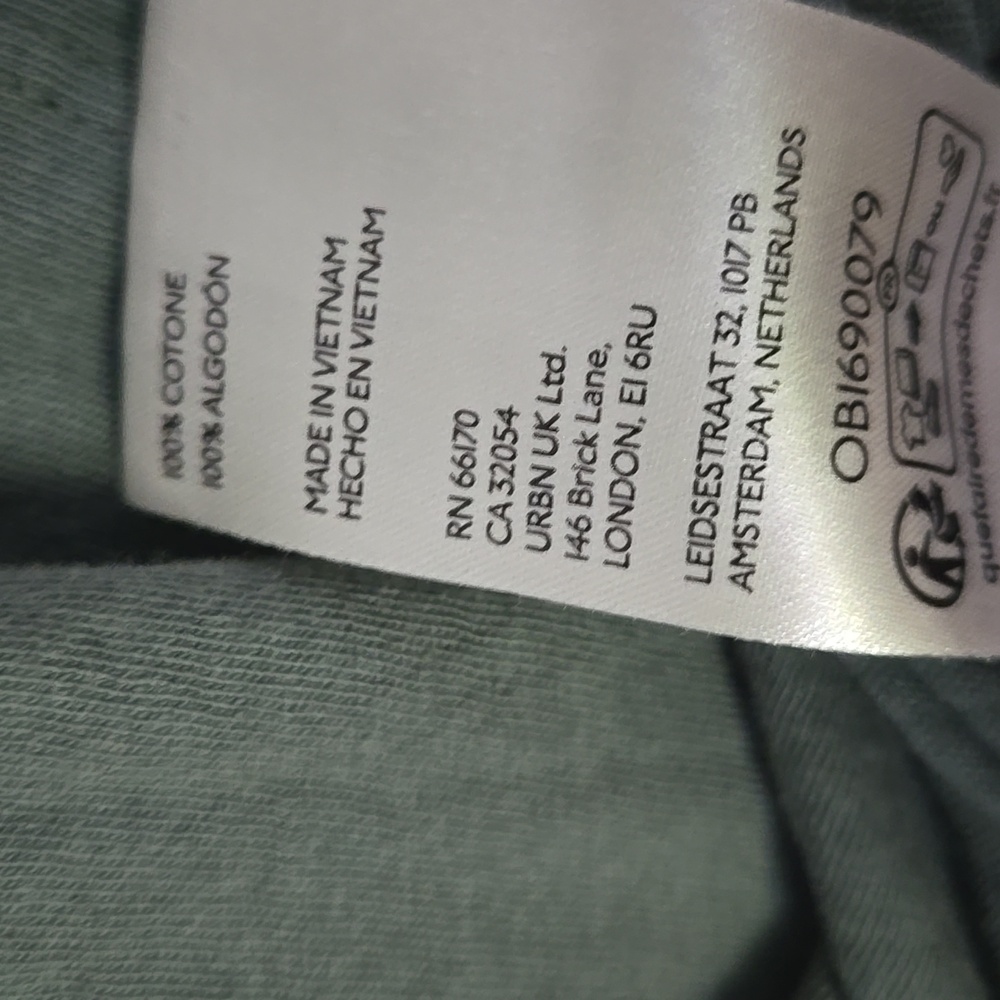 100% COTONE
100% ALGODÓN
MADE IN VIETNAM
HECHO EN VIETNAM
RN 66170
CA 32054
URBN UK Ltd.
146 Brick Lane,
LONDON, E1 6RU
LEIDSESTRAAT 32, 1017 PB
AMSTERDAM, NETHERLANDS
OB1690079
FR
quefairedemesdechets.fr